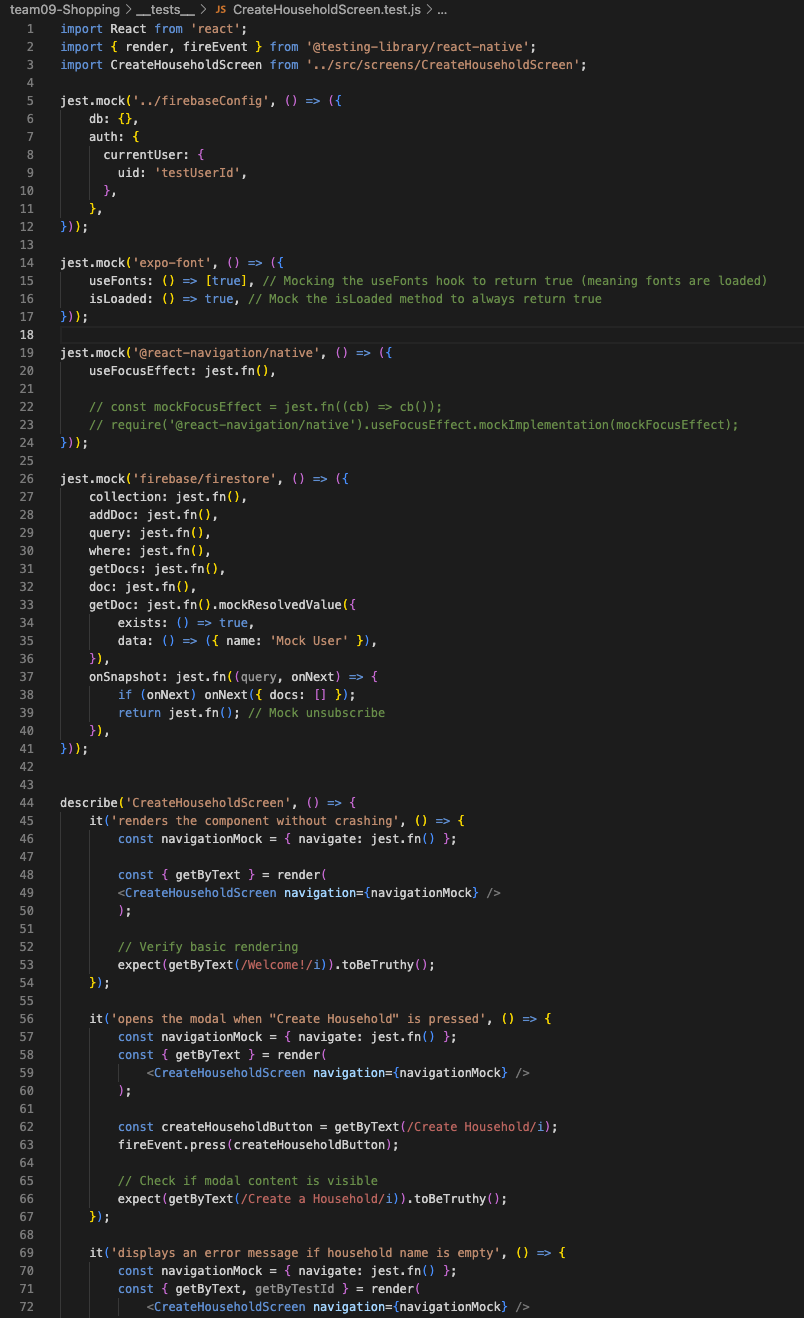 team09-Shopping > __tests__ > JS CreateHouseholdScreen.test.js > ...
1 import React from 'react';
2 import { render, fireEvent } from '@testing-library/react-native';
3 import CreateHouseholdScreen from '../src/screens/CreateHouseholdScreen';
4
5 jest.mock('../firebaseConfig', () => ({
6     db: {},
7     auth: {
8       currentUser: {
9         uid: 'testUserId',
10       },
11     },
12 }));
13
14 jest.mock('expo-font', () => ({
15     useFonts: () => [true], // Mocking the useFonts hook to return true (meaning fonts are loaded)
16     isLoaded: () => true, // Mock the isLoaded method to always return true
17 }));
18
19 jest.mock('@react-navigation/native', () => ({
20     useFocusEffect: jest.fn(),
21
22     // const mockFocusEffect = jest.fn((cb) => cb());
23     // require('@react-navigation/native').useFocusEffect.mockImplementation(mockFocusEffect);
24 }));
25
26 jest.mock('firebase/firestore', () => ({
27     collection: jest.fn(),
28     addDoc: jest.fn(),
29     query: jest.fn(),
30     where: jest.fn(),
31     getDocs: jest.fn(),
32     doc: jest.fn(),
33     getDoc: jest.fn().mockResolvedValue({
34         exists: () => true,
35         data: () => ({ name: 'Mock User' }),
36     }),
37     onSnapshot: jest.fn((query, onNext) => {
38         if (onNext) onNext({ docs: [] });
39         return jest.fn(); // Mock unsubscribe
40     }),
41 }));
42
43
44 describe('CreateHouseholdScreen', () => {
45     it('renders the component without crashing', () => {
46         const navigationMock = { navigate: jest.fn() };
47
48         const { getByText } = render(
49         <CreateHouseholdScreen navigation={navigationMock} />
50         );
51
52         // Verify basic rendering
53         expect(getByText(/Welcome!/i)).toBeTruthy();
54     });
55
56     it('opens the modal when "Create Household" is pressed', () => {
57         const navigationMock = { navigate: jest.fn() };
58         const { getByText } = render(
59             <CreateHouseholdScreen navigation={navigationMock} />
60         );
61
62         const createHouseholdButton = getByText(/Create Household/i);
63         fireEvent.press(createHouseholdButton);
64
65         // Check if modal content is visible
66         expect(getByText(/Create a Household/i)).toBeTruthy();
67     });
68
69     it('displays an error message if household name is empty', () => {
70         const navigationMock = { navigate: jest.fn() };
71         const { getByText, getByTestId } = render(
72             <CreateHouseholdScreen navigation={navigationMock} />